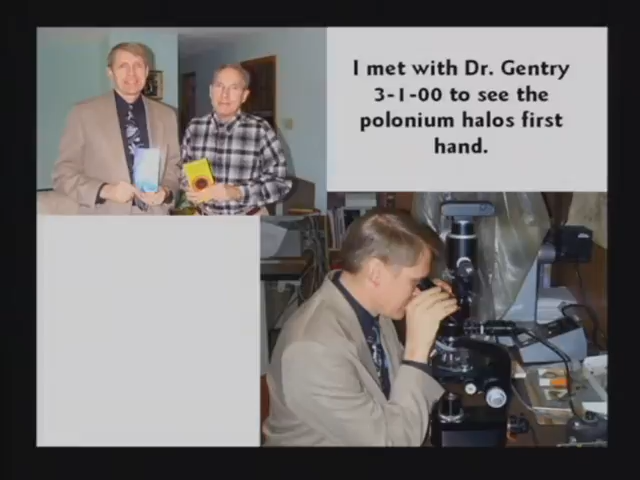 I met with Dr. Gentry
3-1-00 to see the
polonium halos first
hand.